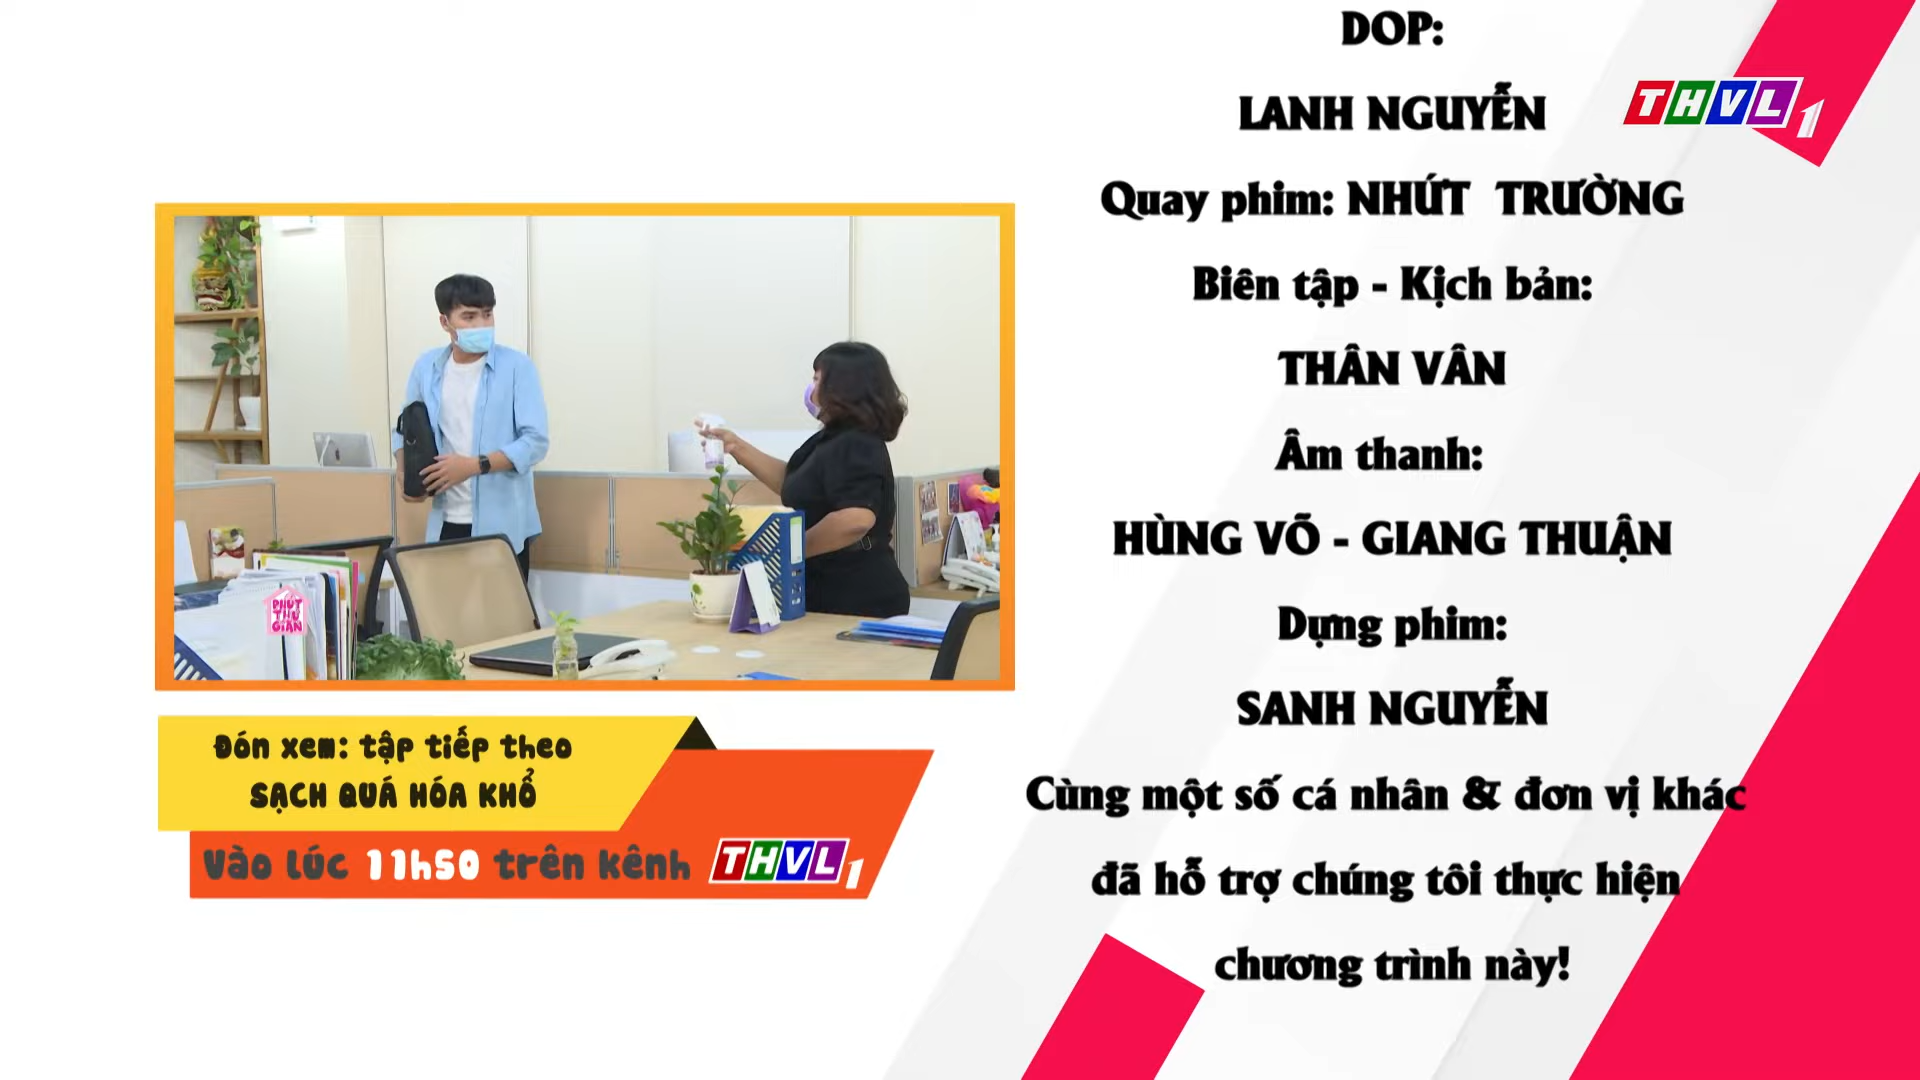 DOP:
LANH NGUYỄN
Quay phim: NHỨT TRƯỜNG
Biên tập - Kịch bản:
THÂN VÂN
Âm thanh:
HÙNG VÕ - GIANG THUẬN
Dựng phim:
SANH NGUYỄN
Cùng một số cá nhân & đơn vị khác
đã hỗ trợ chúng tôi thực hiện
chương trình này!
THVL1
PHÚT
THƯ
GIÃN
Đón xem: tập tiếp theo
SẠCH QUÁ HÓA KHỔ
Vào lúc 11h50 trên kênh THVL1